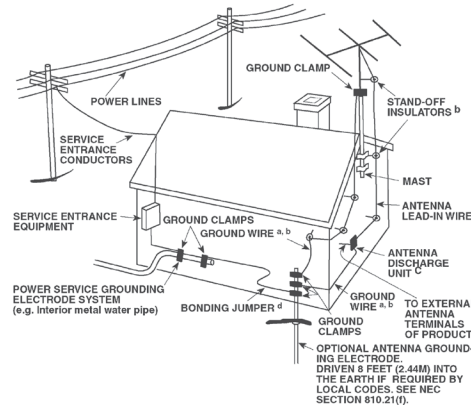 GROUND CLAMP
POWER LINES
STAND-OFF
INSULATORS b
SERVICE
ENTRANCE
CONDUCTORS
MAST
ANTENNA
LEAD-IN WIRE
SERVICE ENTRANCE
EQUIPMENT
GROUND CLAMPS
GROUND WIRE a, b
ANTENNA
DISCHARGE
UNIT C
POWER SERVICE GROUNDING
ELECTRODE SYSTEM
(e.g. Interior metal water pipe)
BONDING JUMPER d
GROUND
WIRE a, b
GROUND
CLAMPS
TO EXTERNA
ANTENNA
TERMINALS
OF PRODUCT
OPTIONAL ANTENNA GROUND-
ING ELECTRODE.
DRIVEN 8 FEET (2.44M) INTO
THE EARTH IF REQUIRED BY
LOCAL CODES. SEE NEC
SECTION 810.21(f).